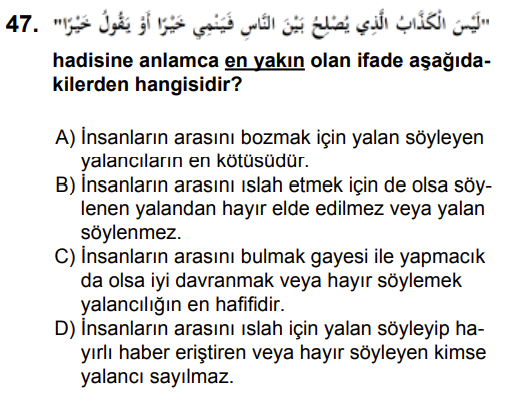 47. "لَيْسَ الْكَذَّابُ الَّذِي يُصْلِحُ بَيْنَ النَّاسِ فَيَنْمِي خَيْرًا أَوْ يَقُولُ خَيْرًا"
hadisine anlamca en yakın olan ifade aşağıda-
kilerden hangisidir?
A) İnsanların arasını bozmak için yalan söyleyen
yalancıların en kötüsüdür.
B) İnsanların arasını ıslah etmek için de olsa söy-
lenen yalandan hayır elde edilmez veya yalan
söylenmez.
C) İnsanların arasını bulmak gayesi ile yapmacık
da olsa iyi davranmak veya hayır söylemek
yalancılığın en hafifidir.
D) İnsanların arasını ıslah için yalan söyleyip ha-
yırlı haber eriştiren veya hayır söyleyen kimse
yalancı sayılmaz.